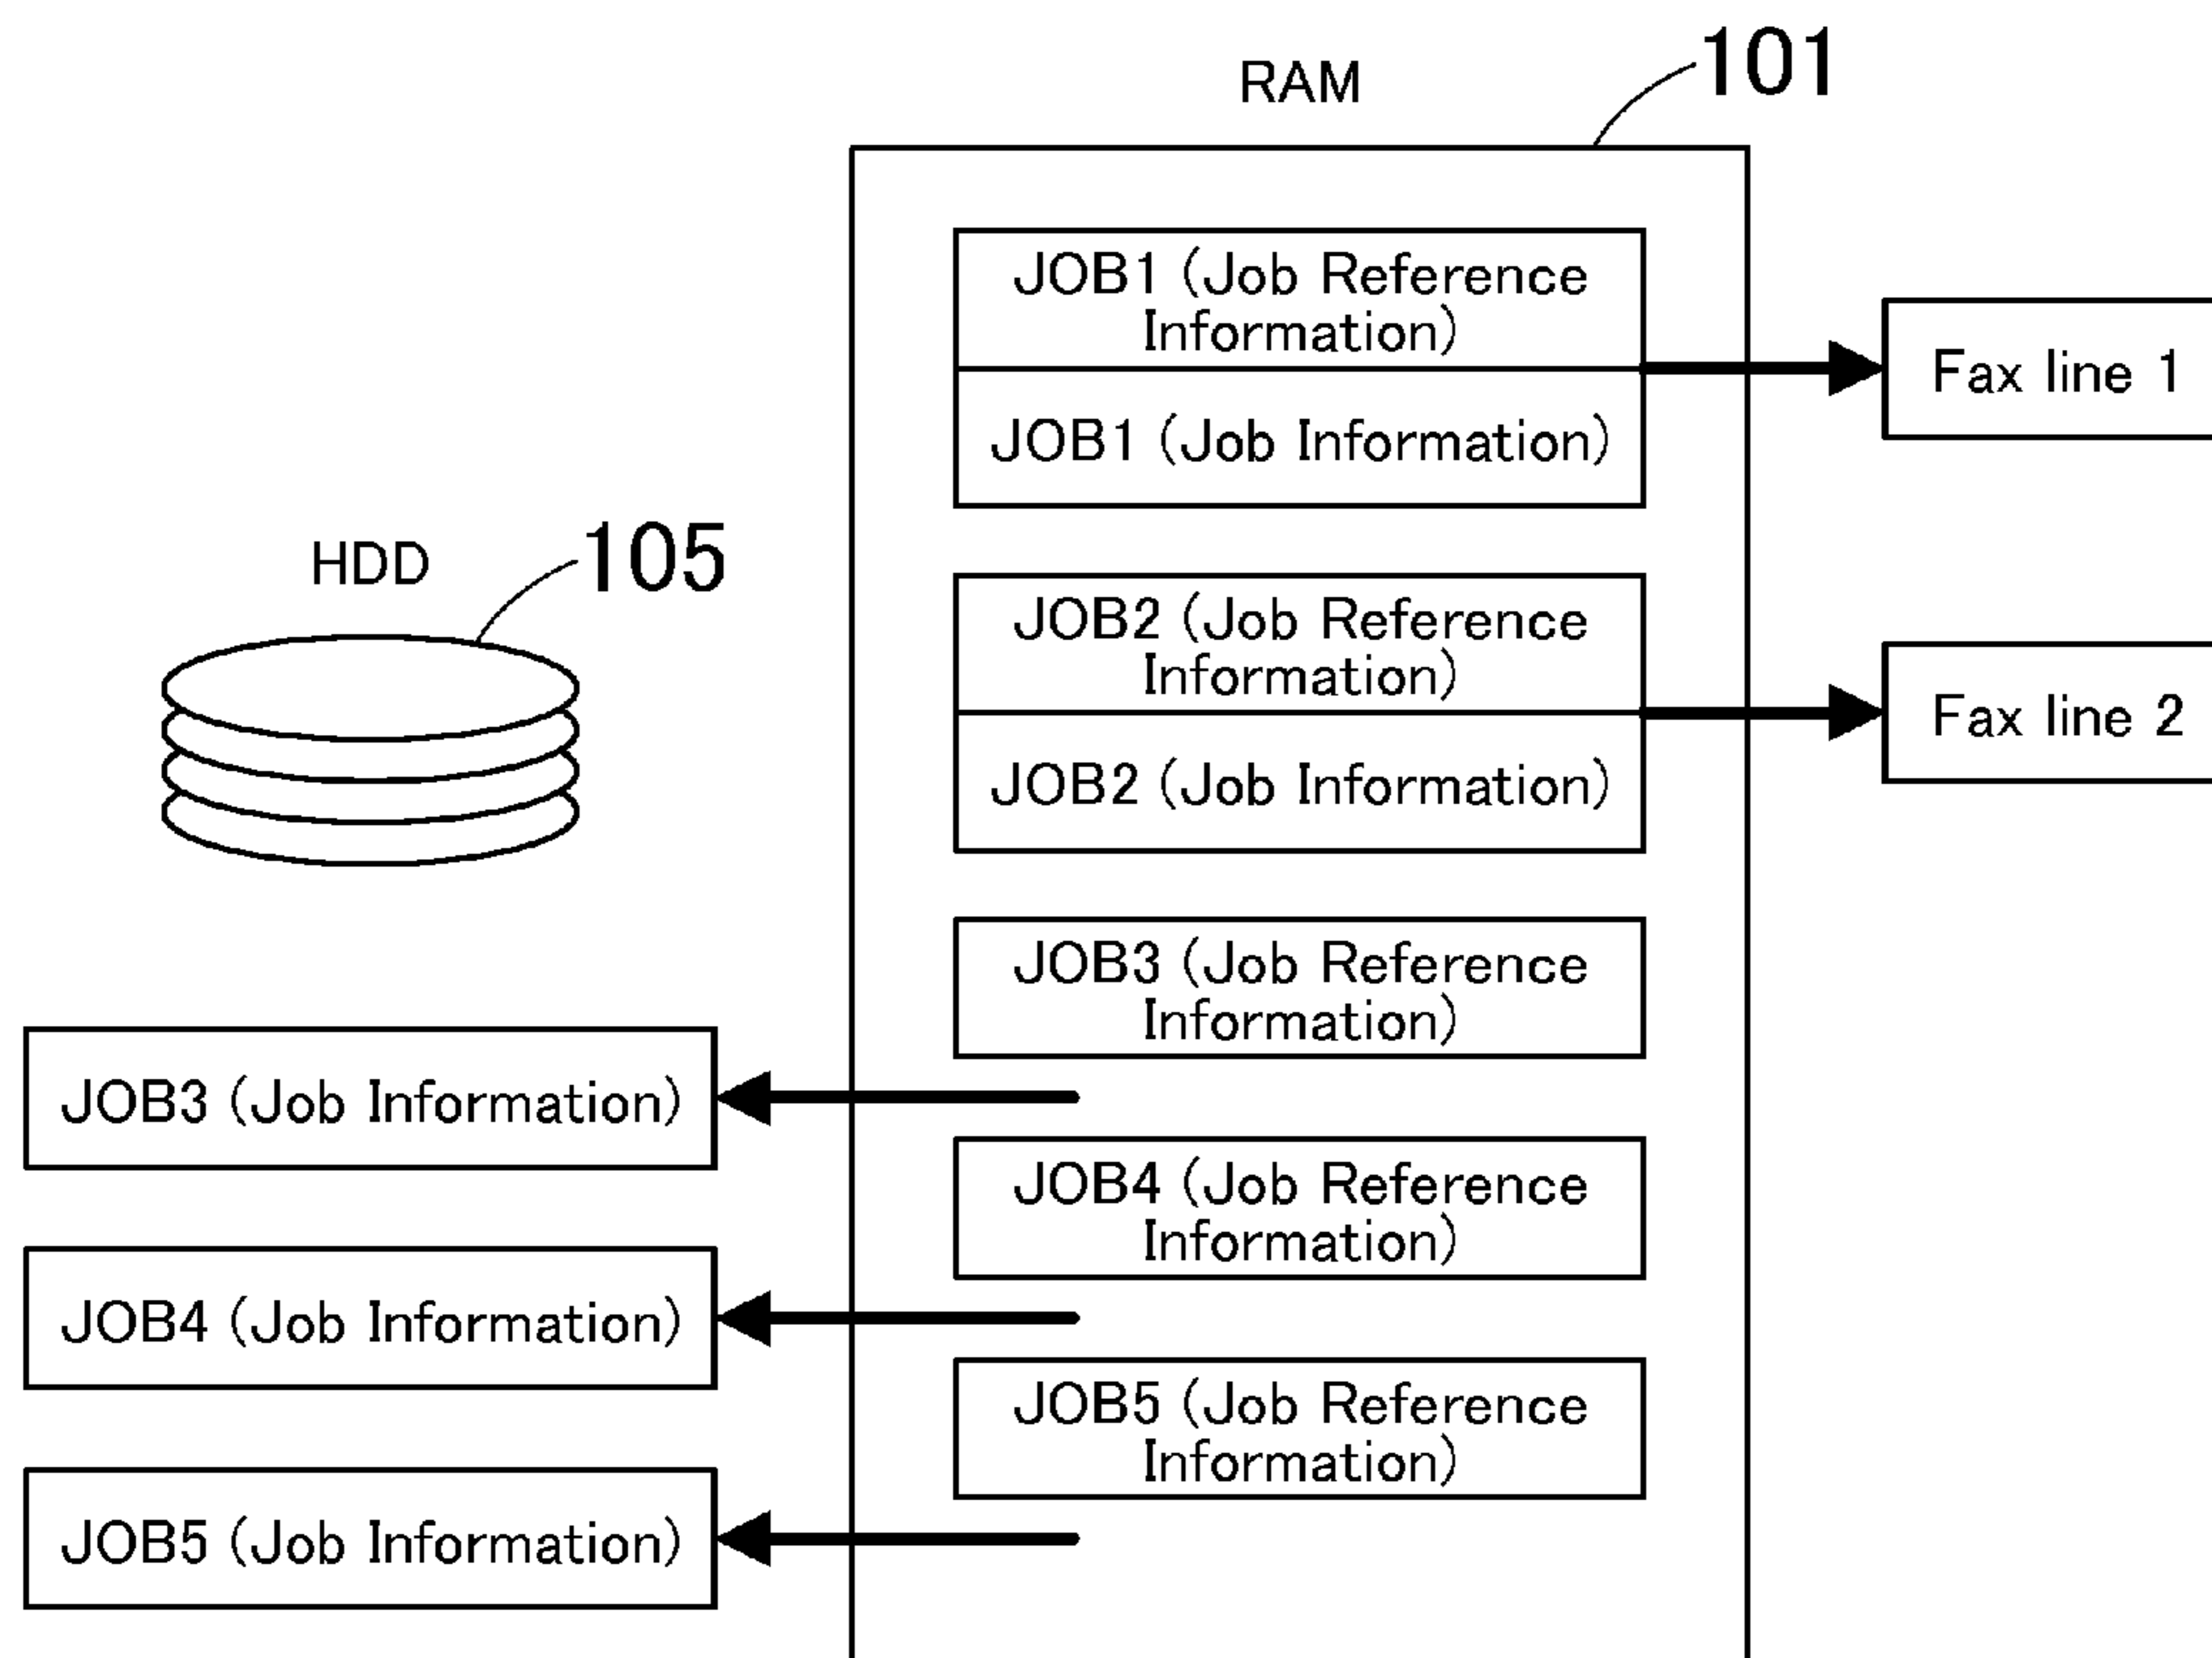 RAM
101
JOB1 (Job Reference
Information)
JOB1 (Job Information)
Fax line 1
HDD
105
JOB2 (Job Reference
Information)
JOB2 (Job Information)
Fax line 2
JOB3 (Job Reference
Information)
JOB3 (Job Information)
JOB4 (Job Reference
Information)
JOB4 (Job Information)
JOB5 (Job Reference
Information)
JOB5 (Job Information)